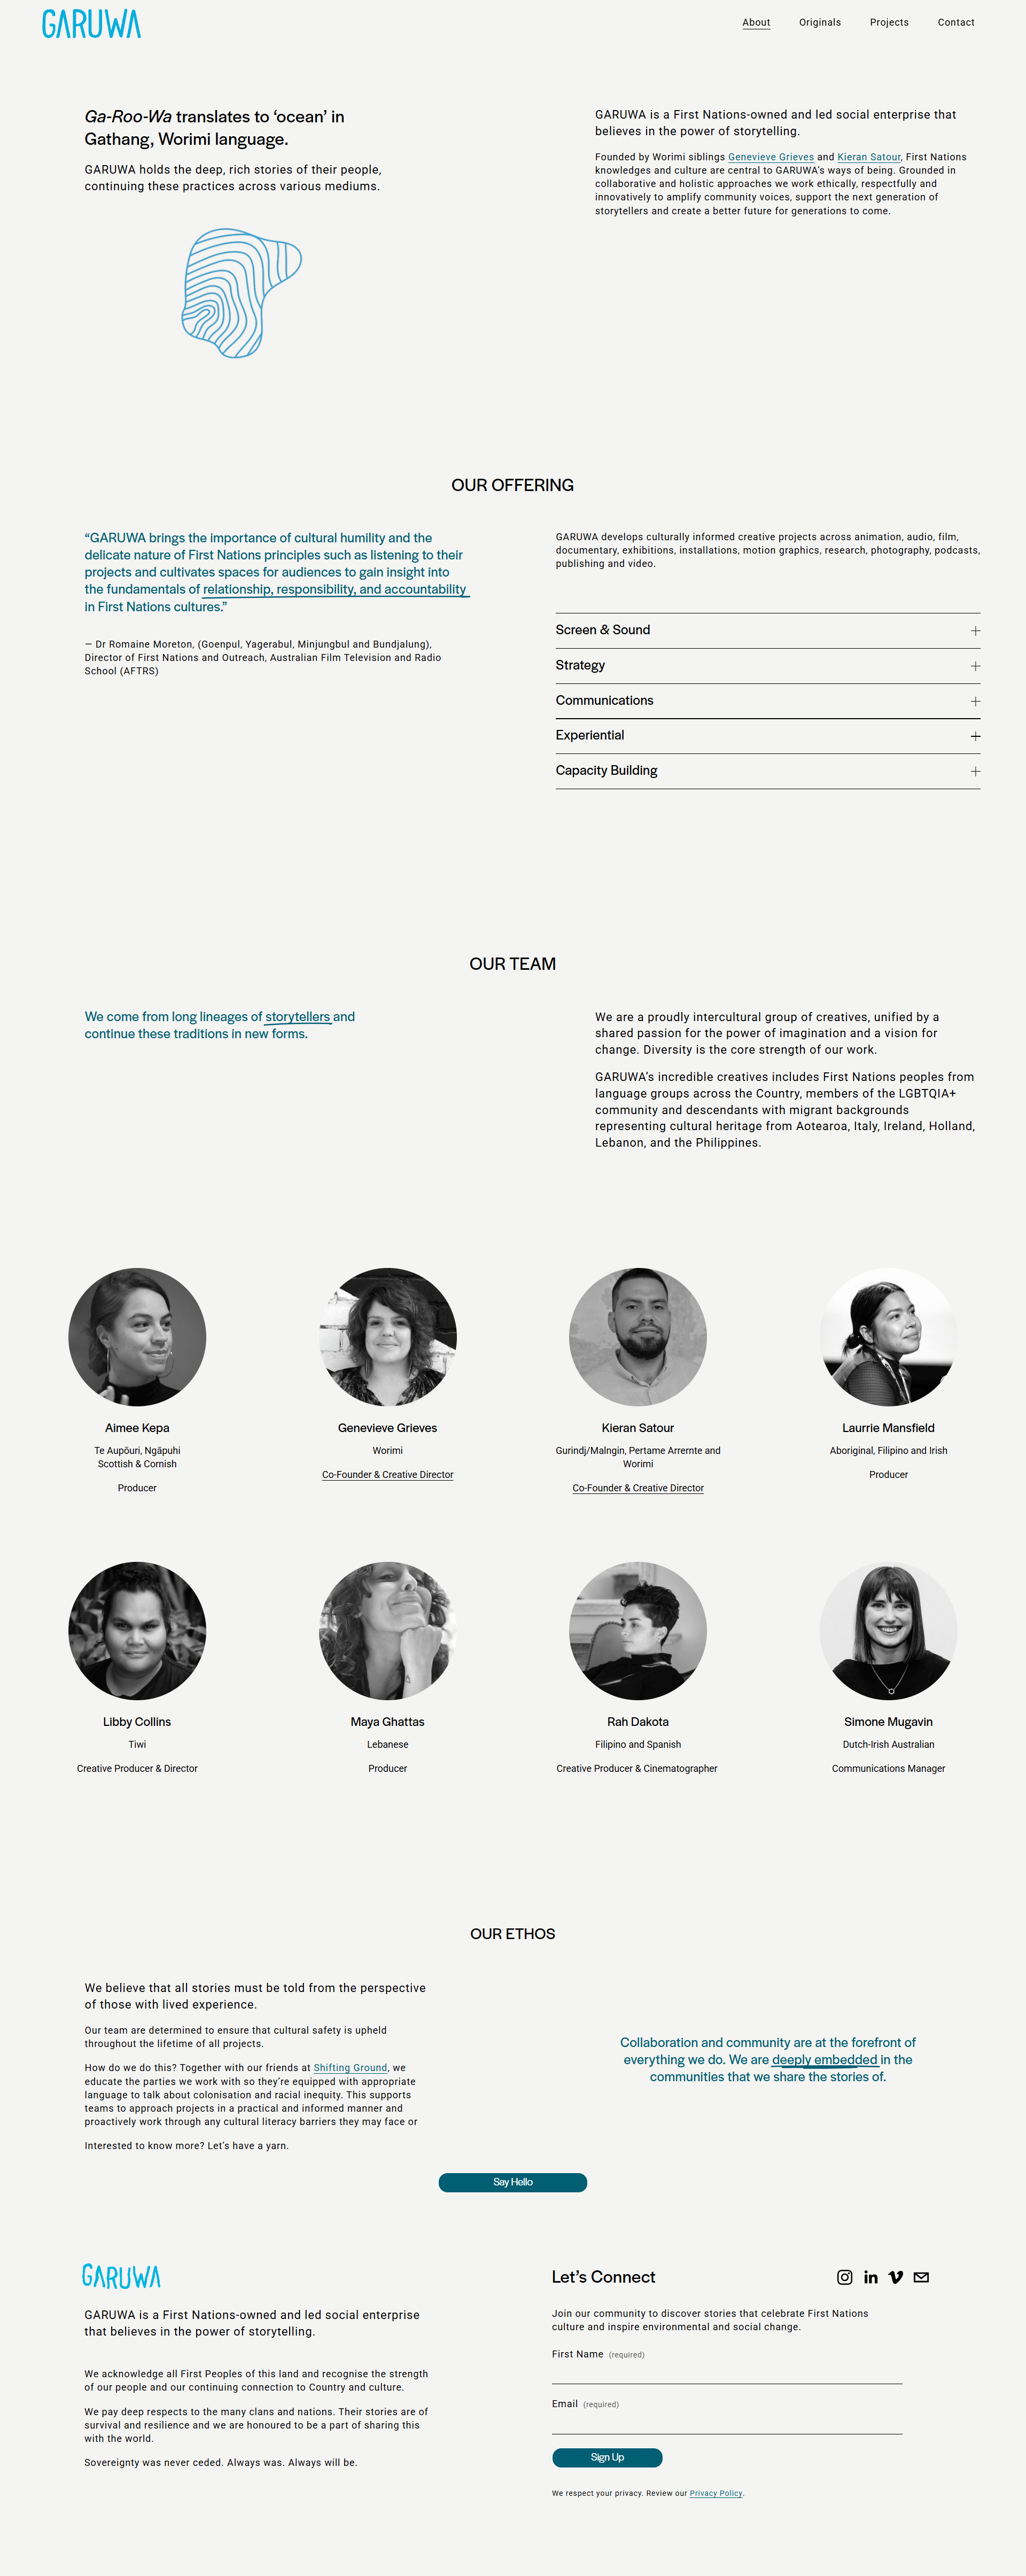 GARUWA
About
Originals
Projects
Contact
Ga-Roo-Wa translates to ‘ocean’ in
Gathang, Worimi language.
GARUWA holds the deep, rich stories of their people,
continuing these practices across various mediums.
GARUWA is a First Nations-owned and led social enterprise that
believes in the power of storytelling.
Founded by Worimi siblings Genevieve Grieves and Kieran Satour, First Nations
knowledges and culture are central to GARUWA’s ways of being. Grounded in
collaborative and holistic approaches we work ethically, respectfully and
innovatively to amplify community voices, support the next generation of
storytellers and create a better future for generations to come.
OUR OFFERING
“GARUWA brings the importance of cultural humility and the
delicate nature of First Nations principles such as listening to their
projects and cultivates spaces for audiences to gain insight into
the fundamentals of relationship, responsibility, and accountability
in First Nations cultures.”
— Dr Romaine Moreton, (Goenpul, Yagerabul, Minjungbul and Bundjalung),
Director of First Nations and Outreach, Australian Film Television and Radio
School (AFTRS)
GARUWA develops culturally informed creative projects across animation, audio, film,
documentary, exhibitions, installations, motion graphics, research, photography, podcasts,
publishing and video.
Screen & Sound
Strategy
Communications
Experiential
Capacity Building
OUR TEAM
We come from long lineages of storytellers and
continue these traditions in new forms.
We are a proudly intercultural group of creatives, unified by a
shared passion for the power of imagination and a vision for
change. Diversity is the core strength of our work.
GARUWA’s incredible creatives includes First Nations peoples from
language groups across the Country, members of the LGBTQIA+
community and descendants with migrant backgrounds
representing cultural heritage from Aotearoa, Italy, Ireland, Holland,
Lebanon, and the Philippines.
Aimee Kepa
Te Aupōuri, Ngāpuhi
Scottish & Cornish
Producer
Genevieve Grieves
Worimi
Co-Founder & Creative Director
Kieran Satour
Gurindj/Malngin, Pertame Arrernte and
Worimi
Co-Founder & Creative Director
Laurrie Mansfield
Aboriginal, Filipino and Irish
Producer
Libby Collins
Tiwi
Creative Producer & Director
Maya Ghattas
Lebanese
Producer
Rah Dakota
Filipino and Spanish
Creative Producer & Cinematographer
Simone Mugavin
Dutch-Irish Australian
Communications Manager
OUR ETHOS
We believe that all stories must be told from the perspective
of those with lived experience.
Our team are determined to ensure that cultural safety is upheld
throughout the lifetime of all projects.
How do we do this? Together with our friends at Shifting Ground, we
educate the parties we work with so they’re equipped with appropriate
language to talk about colonisation and racial inequity. This supports
teams to approach projects in a practical and informed manner and
proactively work through any cultural literacy barriers they may face or
Interested to know more? Let’s have a yarn.
Collaboration and community are at the forefront of
everything we do. We are deeply embedded in the
communities that we share the stories of.
Say Hello
GARUWA
GARUWA is a First Nations-owned and led social enterprise
that believes in the power of storytelling.
We acknowledge all First Peoples of this land and recognise the strength
of our people and our continuing connection to Country and culture.
We pay deep respects to the many clans and nations. Their stories are of
survival and resilience and we are honoured to be a part of sharing this
with the world.
Sovereignty was never ceded. Always was. Always will be.
Let’s Connect
Join our community to discover stories that celebrate First Nations
culture and inspire environmental and social change.
First Name (required)
Email (required)
Sign Up
We respect your privacy. Review our Privacy Policy.